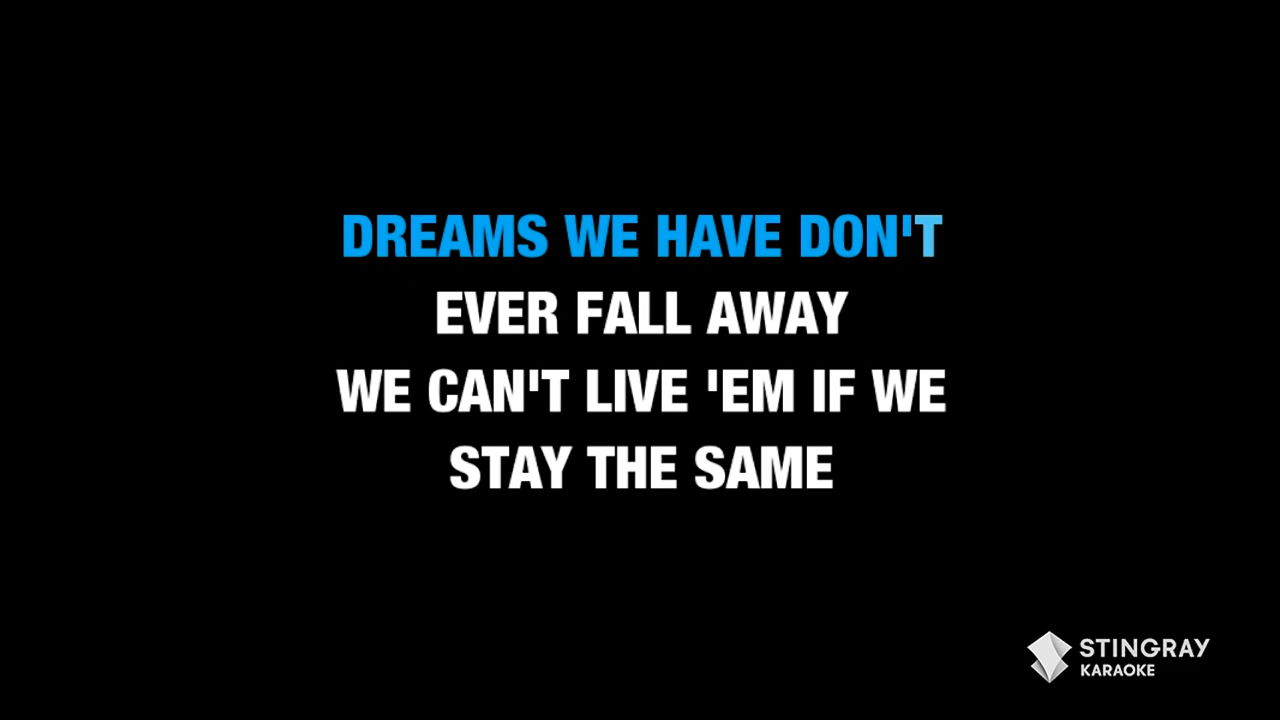 DREAMS WE HAVE DON'T
EVER FALL AWAY
WE CAN'T LIVE 'EM IF WE
STAY THE SAME
STINGRAY
KARAOKE